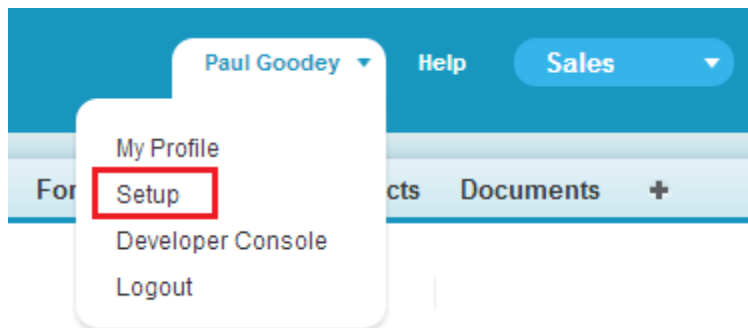 Paul Goodey Help Sales
My Profile
For cts Documents +
Setup
Developer Console
Logout